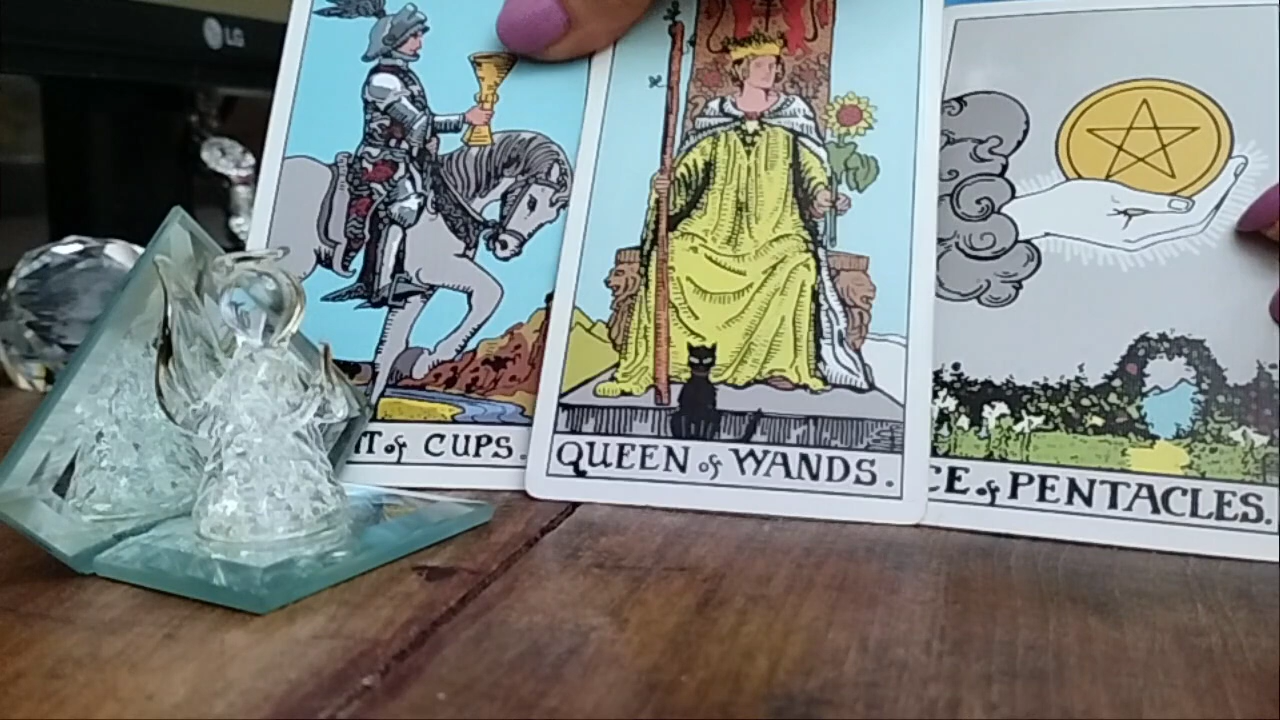 LG
T of CUPS.
QUEEN of WANDS.
CE of PENTACLES.